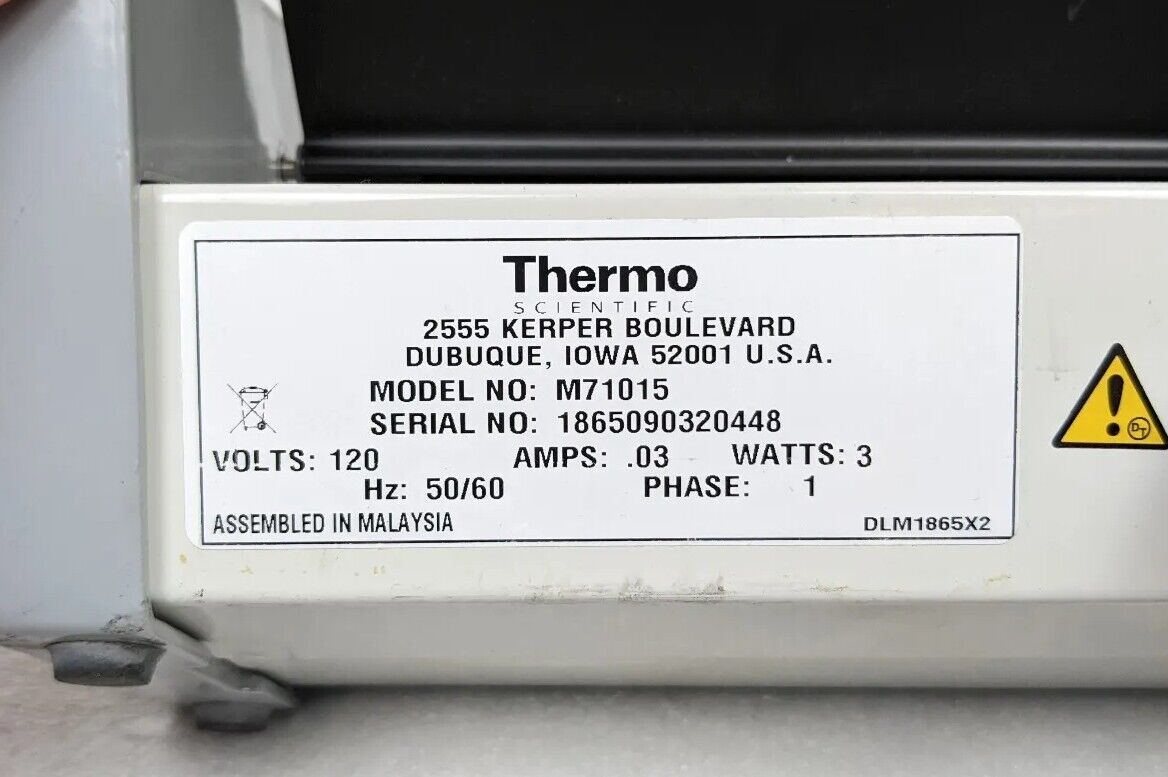 Thermo
SCIENTIFIC
2555 KERPER BOULEVARD
DUBUQUE, IOWA 52001 U.S.A.
MODEL NO: M71015
SERIAL NO: 1865090320448
VOLTS: 120 AMPS: .03 WATTS: 3
Hz: 50/60 PHASE: 1
ASSEMBLED IN MALAYSIA DLM1865X2
! DT